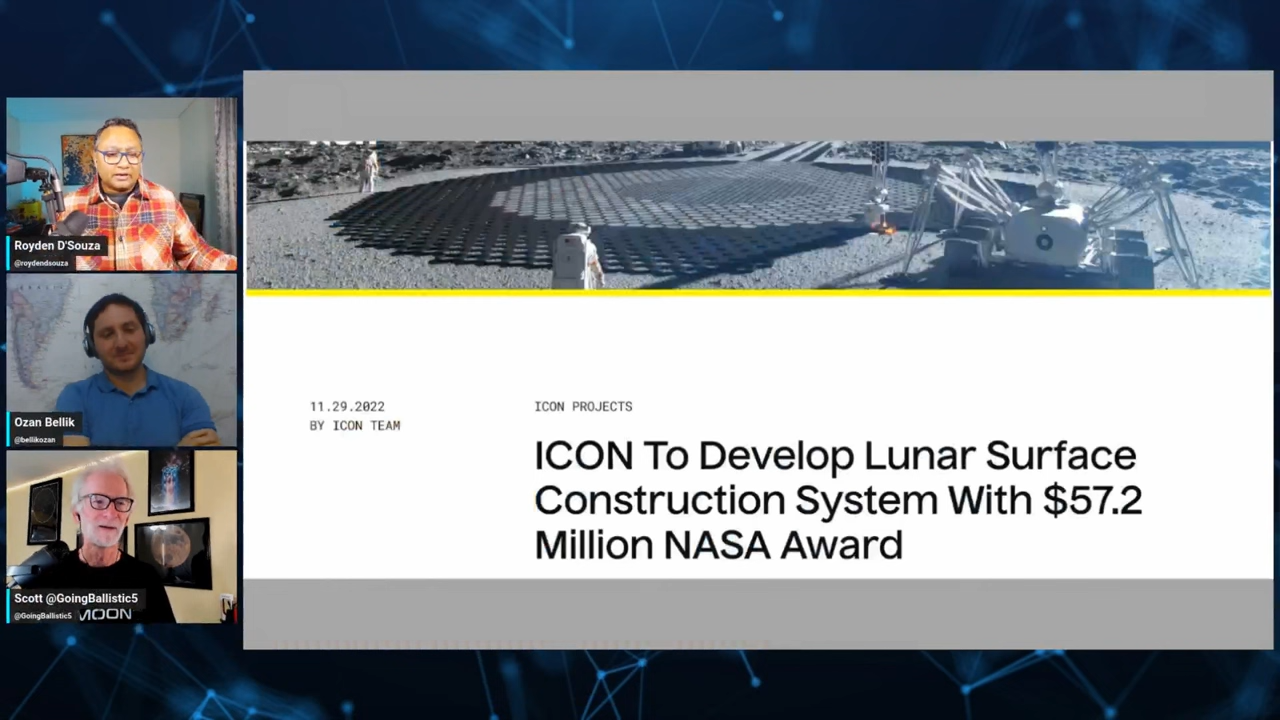 Royden D'Souza
@roydendsouza
Ozan Bellik
@bellikozan
Scott @GoingBallistic5
@GoingBallistic5
MOON
11.29.2022
BY ICON TEAM
ICON PROJECTS
ICON To Develop Lunar Surface
Construction System With $57.2
Million NASA Award